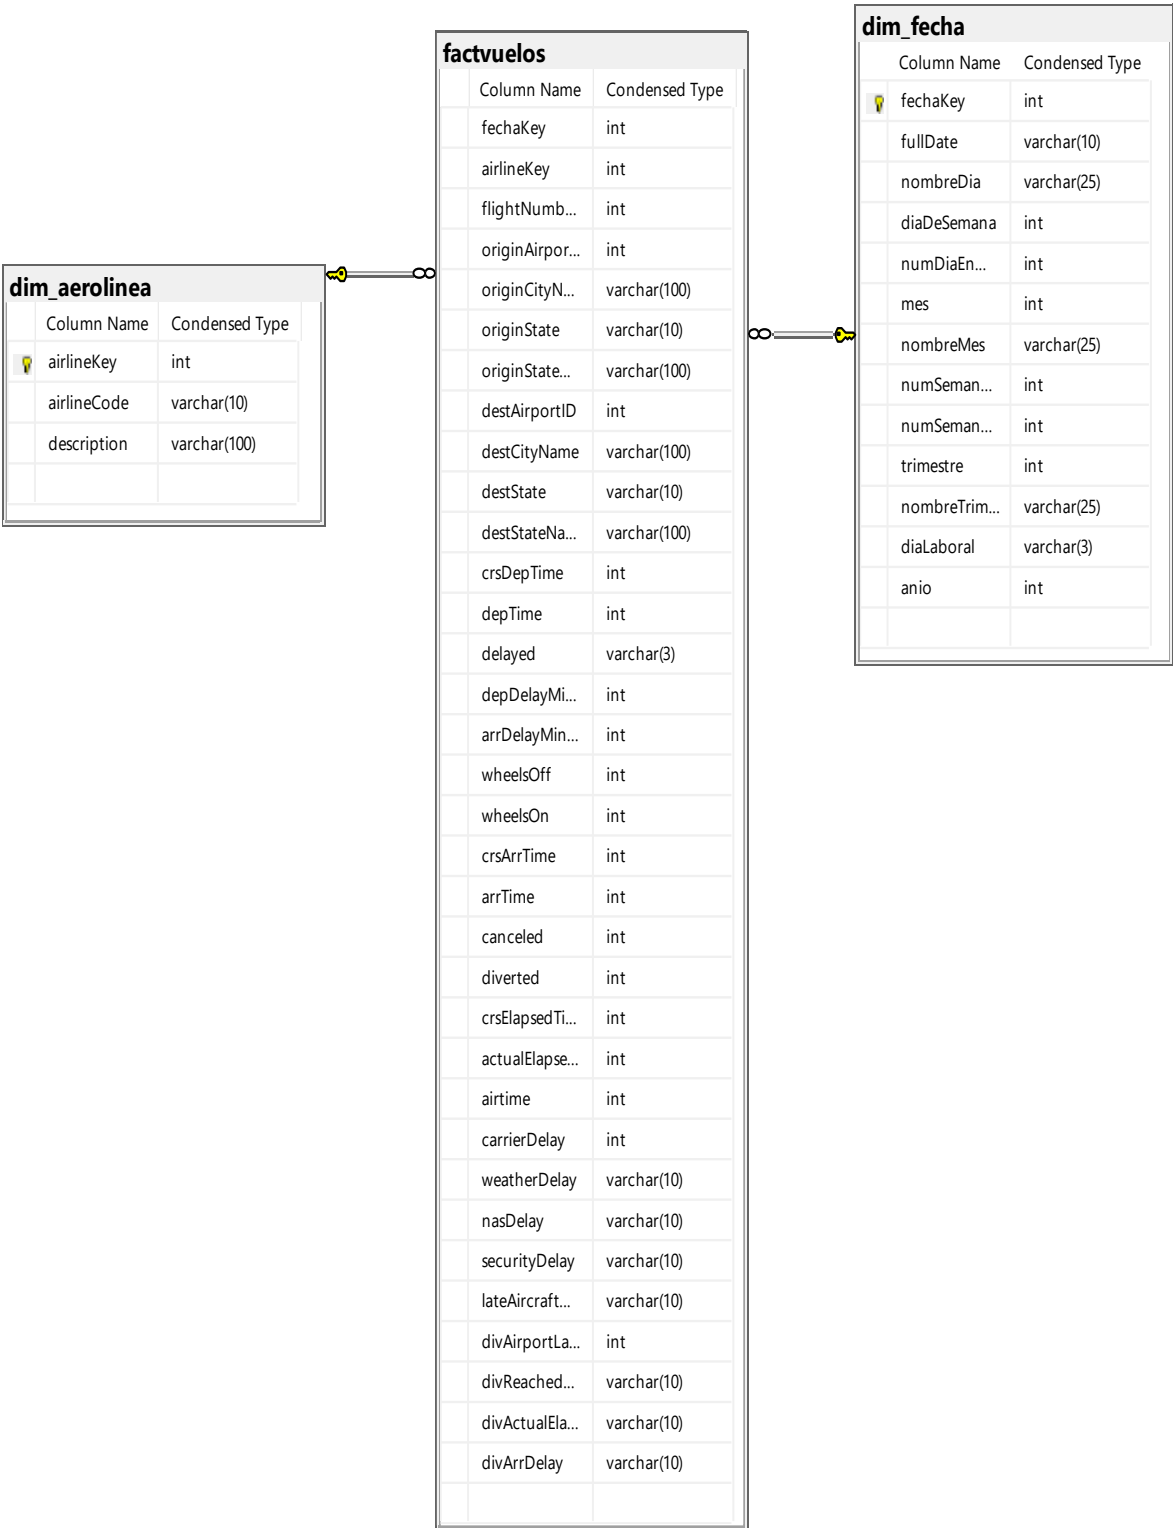 dim_aerolinea
Column Name Condensed Type
airlineKey int
airlineCode varchar(10)
description varchar(100)
factvuelos
Column Name Condensed Type
fechaKey int
airlineKey int
flightNumb... int
originAirpor... int
originCityN... varchar(100)
originState varchar(10)
originState... varchar(100)
destAirportID int
destCityName varchar(100)
destState varchar(10)
destStateNa... varchar(100)
crsDepTime int
depTime int
delayed varchar(3)
depDelayMi... int
arrDelayMin... int
wheelsOff int
wheelsOn int
crsArrTime int
arrTime int
canceled int
diverted int
crsElapsedTi... int
actualElapse... int
airtime int
carrierDelay int
weatherDelay varchar(10)
nasDelay varchar(10)
securityDelay varchar(10)
lateAircraft... varchar(10)
divAirportLa... int
divReached... varchar(10)
divActualEla... varchar(10)
divArrDelay varchar(10)
dim_fecha
Column Name Condensed Type
fechaKey int
fullDate varchar(10)
nombreDia varchar(25)
diaDeSemana int
numDiaEn... int
mes int
nombreMes varchar(25)
numSeman... int
numSeman... int
trimestre int
nombreTrim... varchar(25)
diaLaboral varchar(3)
anio int